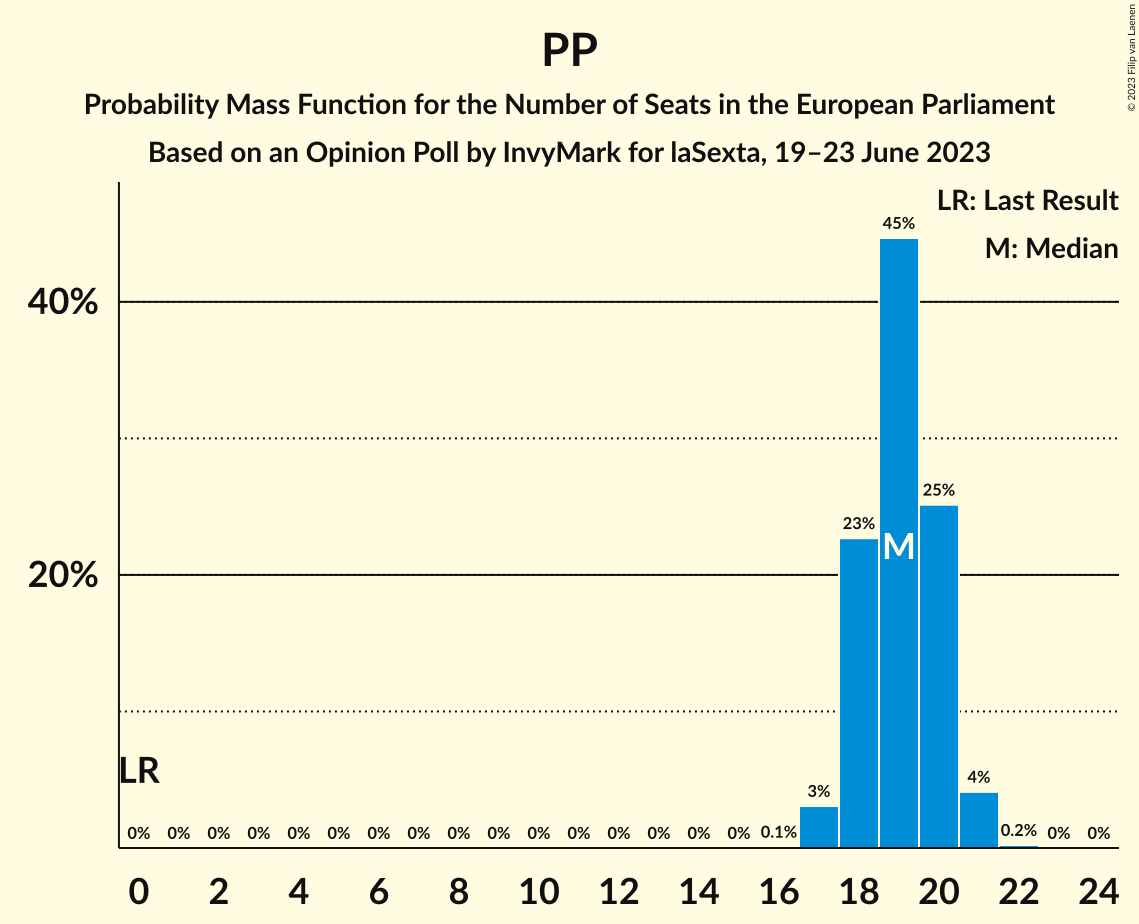 PP
Probability Mass Function for the Number of Seats in the European Parliament
Based on an Opinion Poll by InvyMark for laSexta, 19–23 June 2023
© 2023 Filip van Laenen
LR: Last Result
M: Median
40%
20%
LR
M
0% 0% 0% 0% 0% 0% 0% 0% 0% 0% 0% 0% 0% 0% 0% 0% 0.1% 3% 23% 45% 25% 4% 0.2% 0% 0%
0 2 4 6 8 10 12 14 16 18 20 22 24